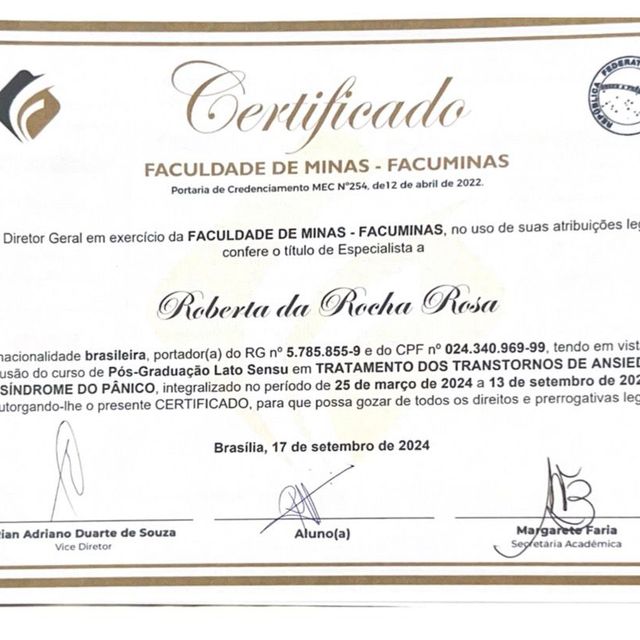 Certificado
REPÚBLICA FEDERAT
FACULDADE DE MINAS - FACUMINAS
Portaria de Credenciamento MEC Nº254, de12 de abril de 2022.
Diretor Geral em exercício da FACULDADE DE MINAS - FACUMINAS, no uso de suas atribuições leg
confere o título de Especialista a
Roberta da Rocha Rosa
nacionalidade brasileira, portador(a) do RG nº 5.785.855-9 e do CPF nº 024.340.969-99, tendo em vist
usão do curso de Pós-Graduação Lato Sensu em TRATAMENTO DOS TRANSTORNOS DE ANSIED
SÍNDROME DO PÂNICO, integralizado no período de 25 de março de 2024 a 13 de setembro de 202
utorgando-lhe o presente CERTIFICADO, para que possa gozar de todos os direitos e prerrogativas leg
Brasília, 17 de setembro de 2024
ian Adriano Duarte de Souza
Vice Diretor
Aluno(a)
Margarete Faria
Secretária Acadêmica